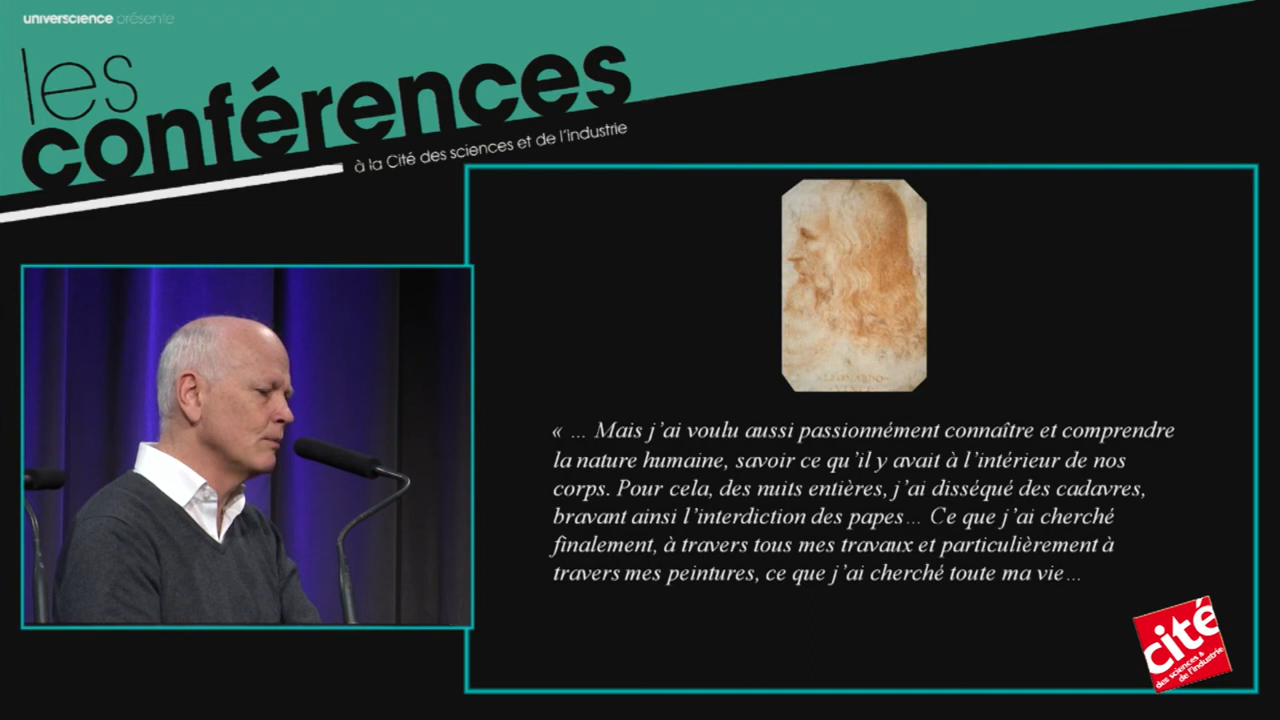 universcience présente
les
conférences
à la Cité des sciences et de l'industrie
LEONARDO
VINCI
« … Mais j'ai voulu aussi passionnément connaître et comprendre
la nature humaine, savoir ce qu'il y avait à l'intérieur de nos
corps. Pour cela, des nuits entières, j'ai disséqué des cadavres,
bravant ainsi l'interdiction des papes… Ce que j'ai cherché
finalement, à travers tous mes travaux et particulièrement à
travers mes peintures, ce que j'ai cherché toute ma vie…
cité
des sciences &
de l'industrie